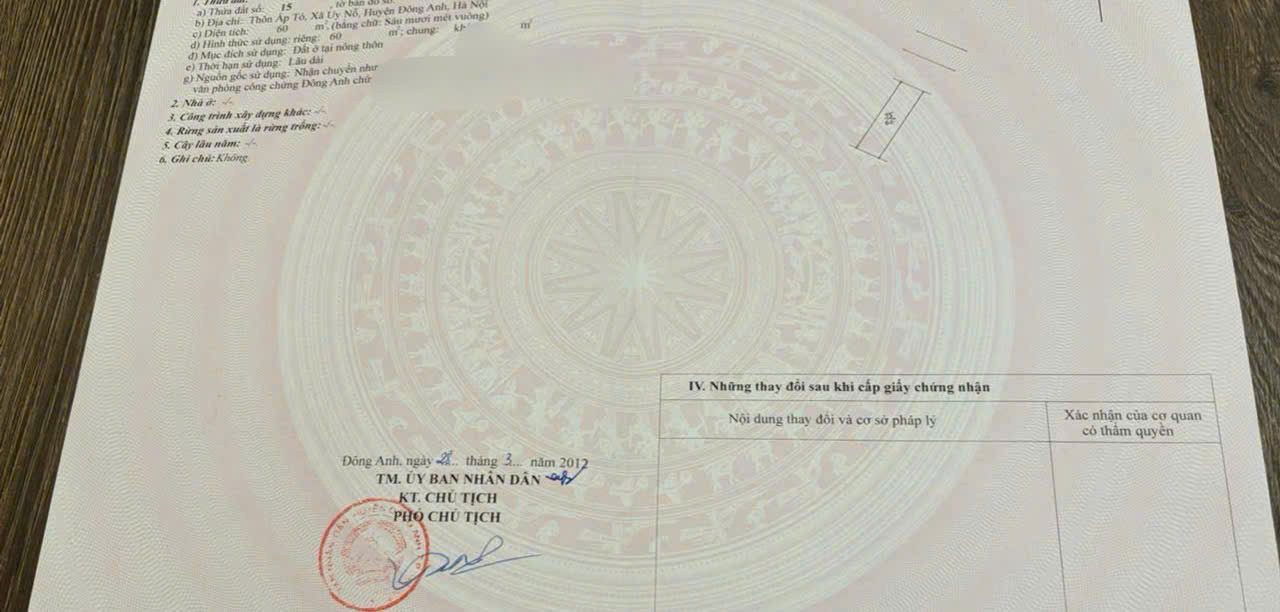 1. Thửa đất:
a) Thửa đất số: 15 , tờ bản đồ số:
b) Địa chỉ: Thôn Ấp Tó, Xã Uy Nỗ, Huyện Đông Anh, Hà Nội
c) Diện tích: 60 m², (bằng chữ: Sáu mươi mét vuông)
d) Hình thức sử dụng: riêng: 60 m²; chung: m²
đ) Mục đích sử dụng: Đất ở tại nông thôn
e) Thời hạn sử dụng: Lâu dài
g) Nguồn gốc sử dụng: Nhận chuyển như
văn phòng công chứng Đông Anh chứ
2. Nhà ở: -/-
3. Công trình xây dựng khác: -/-
4. Rừng sản xuất là rừng trồng: -/-
5. Cây lâu năm: -/-
6. Ghi chú: Không
IV. Những thay đổi sau khi cấp giấy chứng nhận
Nội dung thay đổi và cơ sở pháp lý
Xác nhận của cơ quan
có thẩm quyền
Đông Anh, ngày 28... tháng 3... năm 2012
TM. ỦY BAN NHÂN DÂN
KT. CHỦ TỊCH
PHÓ CHỦ TỊCH